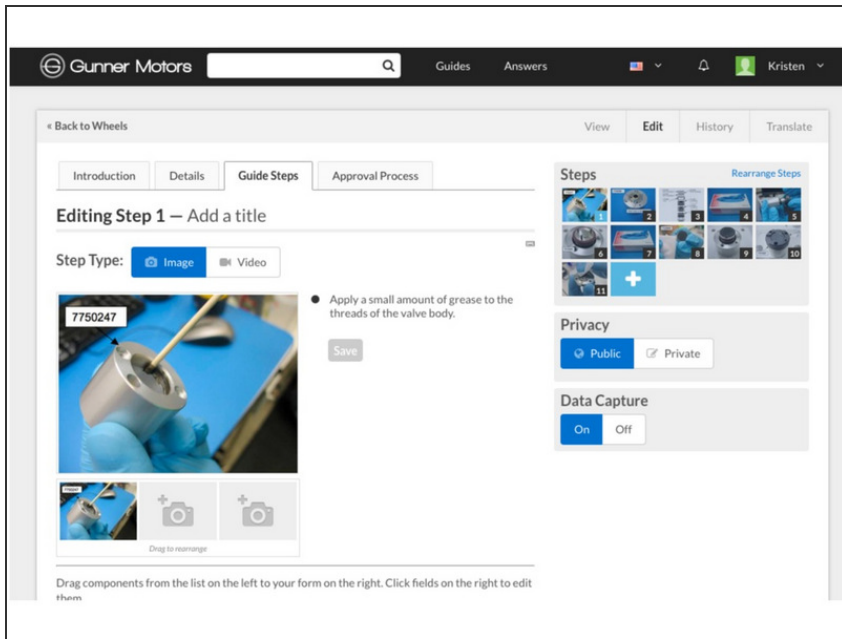 Gunner Motors
Guides
Answers
Kristen
« Back to Wheels
View
Edit
History
Translate
Introduction
Details
Guide Steps
Approval Process
Editing Step 1 — Add a title
Step Type:
Image
Video
7750247
Apply a small amount of grease to the
threads of the valve body.
Save
Drag to rearrange
Drag components from the list on the left to your form on the right. Click fields on the right to edit
them
Steps
Rearrange Steps
1
2
3
4
5
6
7
8
9
10
11
Privacy
Public
Private
Data Capture
On
Off